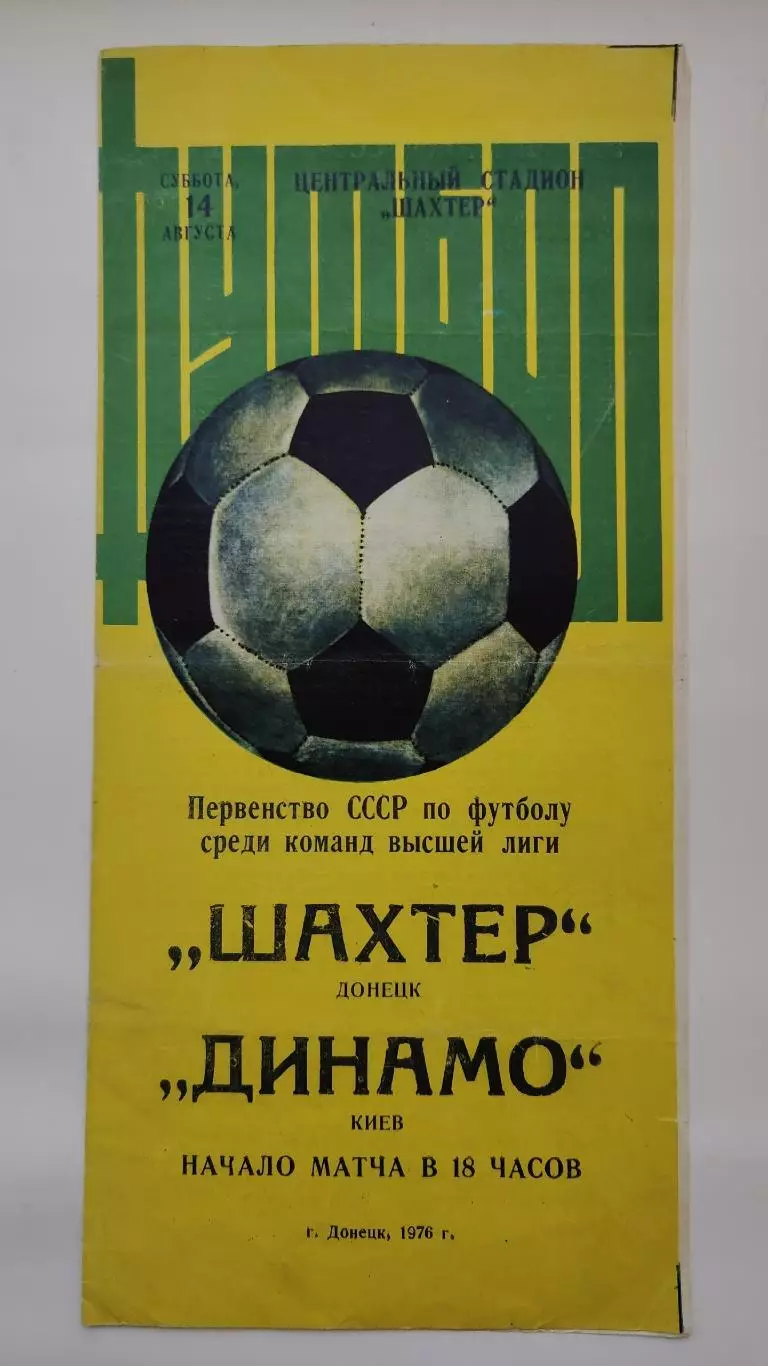 ФУТБОЛ
СУББОТА,
14
АВГУСТА
ЦЕНТРАЛЬНЫЙ СТАДИОН
„ШАХТЕР“
Первенство СССР по футболу
среди команд высшей лиги
„ШАХТЕР“
ДОНЕЦК
„ДИНАМО“
КИЕВ
НАЧАЛО МАТЧА В 18 ЧАСОВ
г. Донецк, 1976 г.